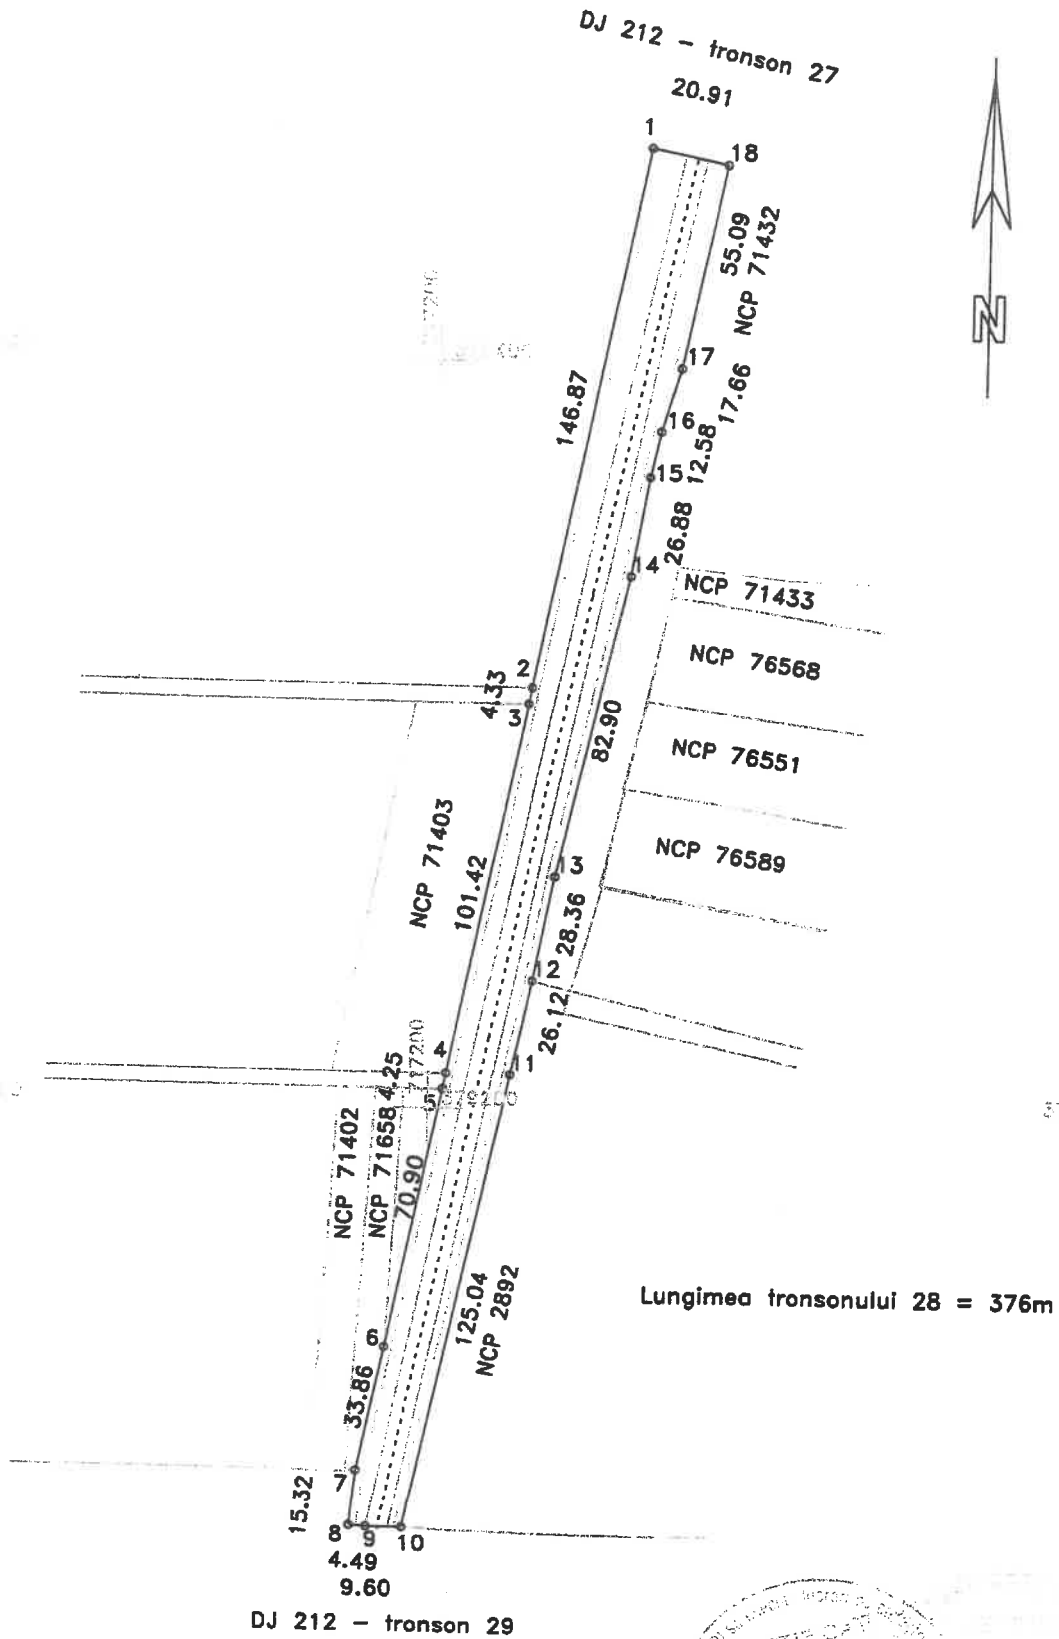 DJ 212 - tronson 27
20.91
1
18
55.09
NCP 71432
17
17.66
16
12.58
15
26.88
14
146.87
NCP 71433
NCP 76568
2
4.33
3
82.90
NCP 76551
NCP 76589
NCP 71403
101.42
13
28.36
12
26.12
11
4
4.25
5
NCP 71402
NCP 71658
70.90
125.04
NCP 2892
Lungimea tronsonului 28 = 376m
6
33.86
7
15.32
8
9
10
4.49
9.60
DJ 212 - tronson 29
N